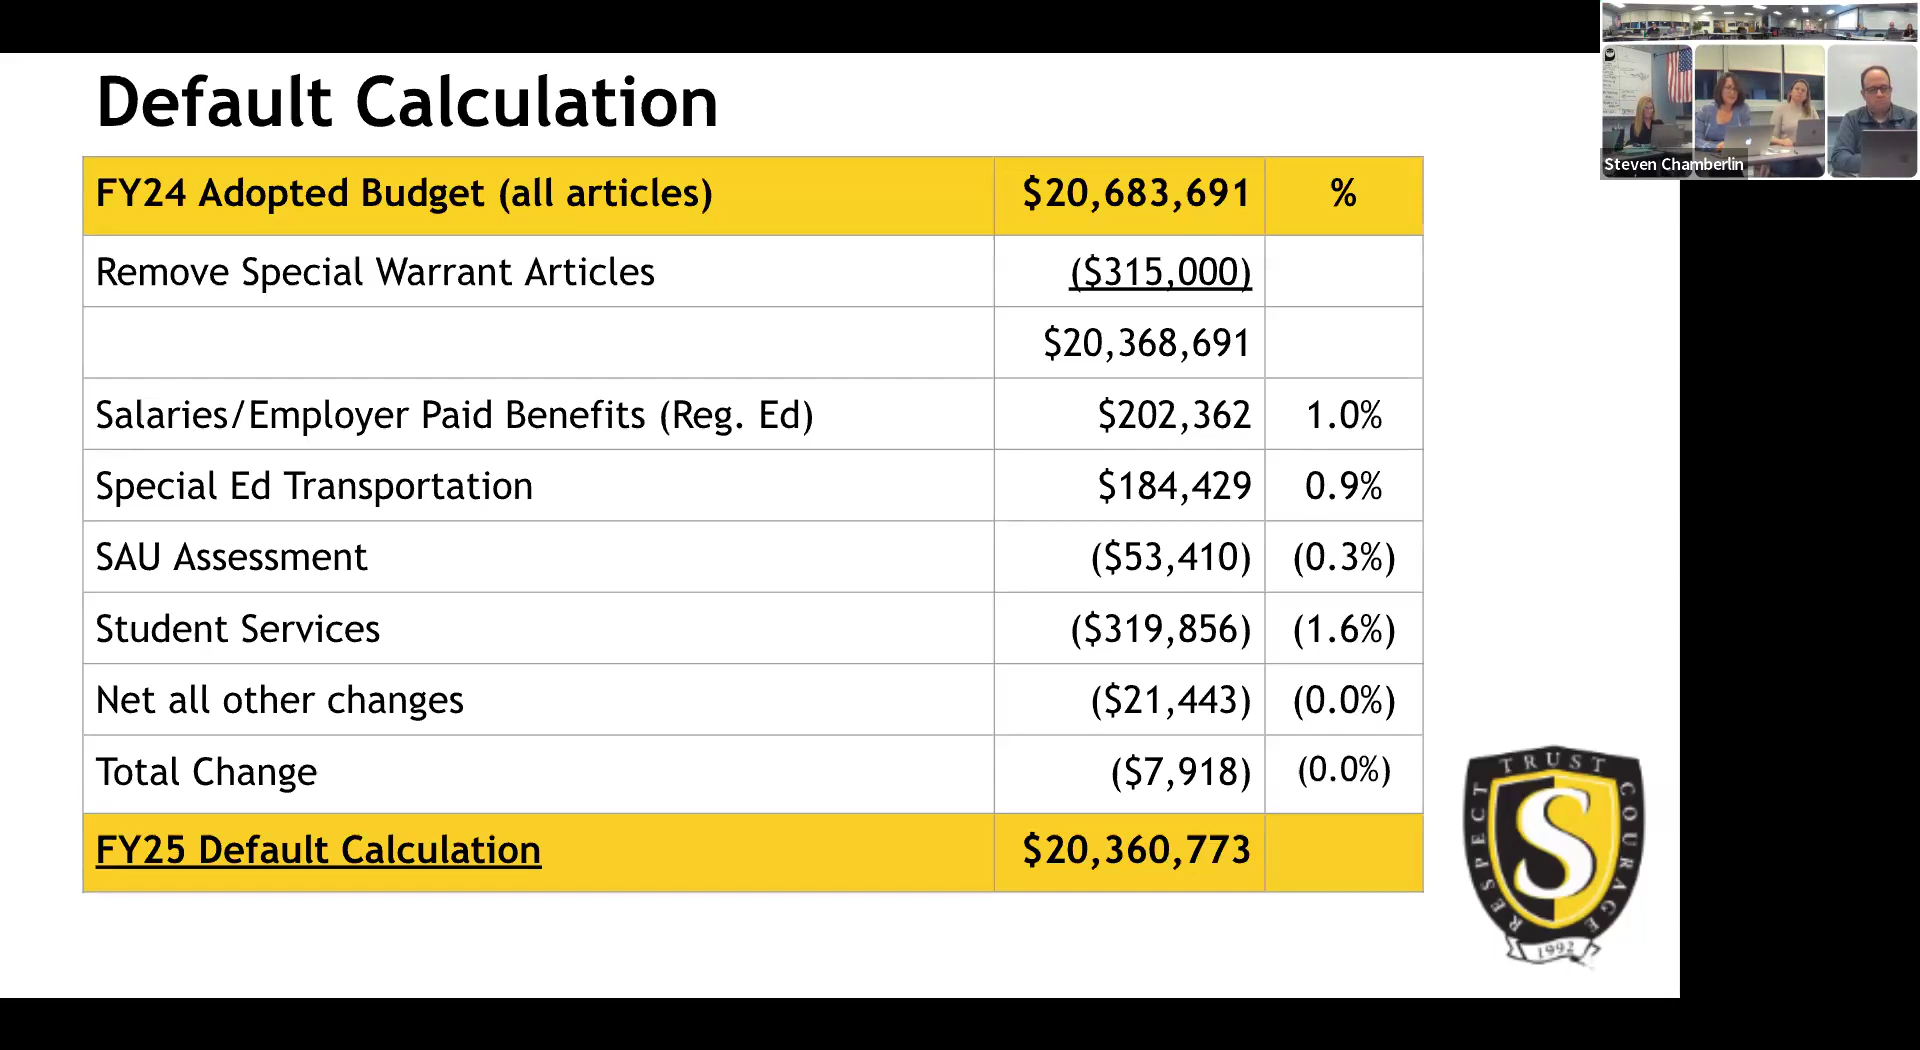 Default Calculation
FY24 Adopted Budget (all articles) $20,683,691 %
Remove Special Warrant Articles ($315,000)
$20,368,691
Salaries/Employer Paid Benefits (Reg. Ed) $202,362 1.0%
Special Ed Transportation $184,429 0.9%
SAU Assessment ($53,410) (0.3%)
Student Services ($319,856) (1.6%)
Net all other changes ($21,443) (0.0%)
Total Change ($7,918) (0.0%)
FY25 Default Calculation $20,360,773
Steven Chamberlin
RESPECT TRUST COURAGE
S
1992